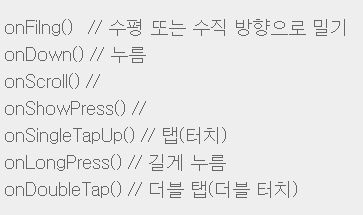 onFilng()   // 수평 또는 수직 방향으로 밀기
onDown() // 누름
onScroll() //
onShowPress() //
onSingleTapUp() // 탭(터치)
onLongPress() // 길게 누름
onDoubleTap() // 더블 탭(더블 터치)